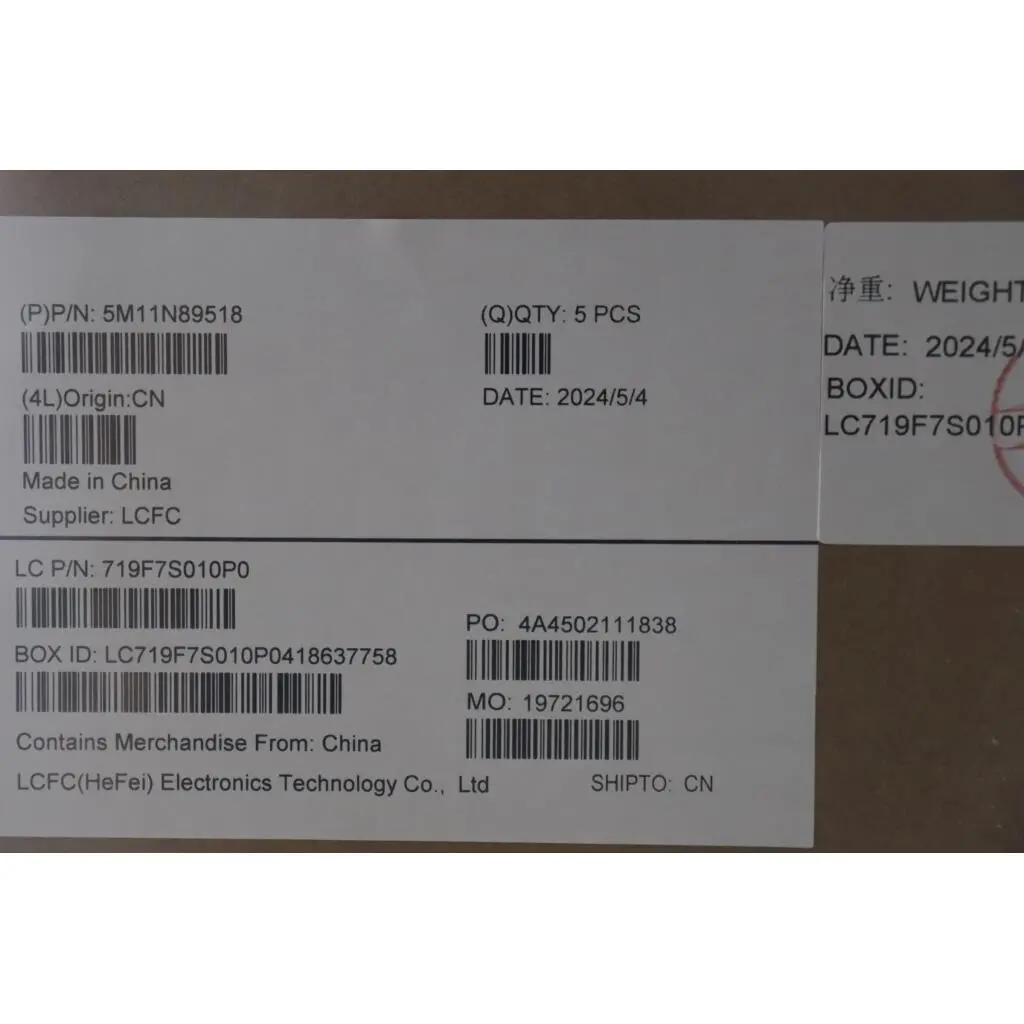 (P)P/N: 5M11N89518
(Q)QTY: 5 PCS
(4L)Origin:CN
DATE: 2024/5/4
Made in China
Supplier: LCFC
LC P/N: 719F7S010P0
PO: 4A4502111838
BOX ID: LC719F7S010P0418637758
MO: 19721696
Contains Merchandise From: China
LCFC(HeFei) Electronics Technology Co., Ltd
SHIPTO: CN
净重: WEIGHT
DATE: 2024/5/
BOXID:
LC719F7S010P